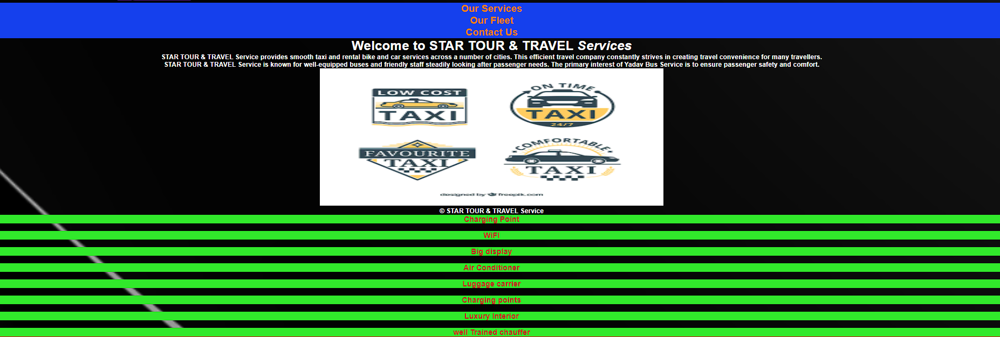 Our Services
Our Fleet
Contact Us
Welcome to STAR TOUR & TRAVEL Services
STAR TOUR & TRAVEL Service provides smooth taxi and rental bike and car services across a number of cities. This efficient travel company constantly strives in creating travel convenience for many travellers.
STAR TOUR & TRAVEL Service is known for well-equipped buses and friendly staff steadily looking after passenger needs. The primary interest of Yadav Bus Service is to ensure passenger safety and comfort.
LOW COST
TAXI
ON TIME
TAXI
24/7
FAVOURITE
TAXI
COMFORTABLE
TAXI
designed by freepik.com
© STAR TOUR & TRAVEL Service
Charging Point
WiFI
Big display
Air Conditioner
Luggage carrier
Charging points
Luxury Interior
well Trained chauffer